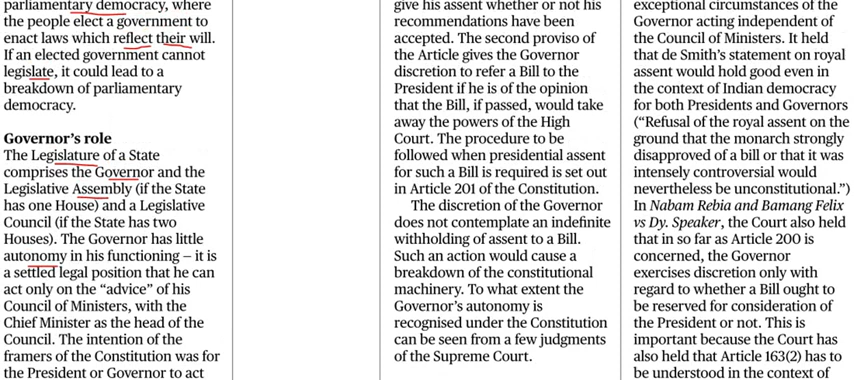 parliamentary democracy, where
the people elect a government to
enact laws which reflect their will.
If an elected government cannot
legislate, it could lead to a
breakdown of parliamentary
democracy.
Governor's role
The Legislature of a State
comprises the Governor and the
Legislative Assembly (if the State
has one House) and a Legislative
Council (if the State has two
Houses). The Governor has little
autonomy in his functioning – it is
a settled legal position that he can
act only on the “advice” of his
Council of Ministers, with the
Chief Minister as the head of the
Council. The intention of the
framers of the Constitution was for
the President or Governor to act
give his assent whether or not his
recommendations have been
accepted. The second proviso of
the Article gives the Governor
discretion to refer a Bill to the
President if he is of the opinion
that the Bill, if passed, would take
away the powers of the High
Court. The procedure to be
followed when presidential assent
for such a Bill is required is set out
in Article 201 of the Constitution.
The discretion of the Governor
does not contemplate an indefinite
withholding of assent to a Bill.
Such an action would cause a
breakdown of the constitutional
machinery. To what extent the
Governor's autonomy is
recognised under the Constitution
can be seen from a few judgments
of the Supreme Court.
exceptional circumstances of the
Governor acting independent of
the Council of Ministers. It held
that de Smith's statement on royal
assent would hold good even in
the context of Indian democracy
for both Presidents and Governors
(“Refusal of the royal assent on the
ground that the monarch strongly
disapproved of a bill or that it was
intensely controversial would
nevertheless be unconstitutional.”)
In Nabam Rebia and Bamang Felix
vs Dy. Speaker, the Court also held
that in so far as Article 200 is
concerned, the Governor
exercises discretion only with
regard to whether a Bill ought to
be reserved for consideration of
the President or not. This is
important because the Court has
also held that Article 163(2) has to
be understood in the context of